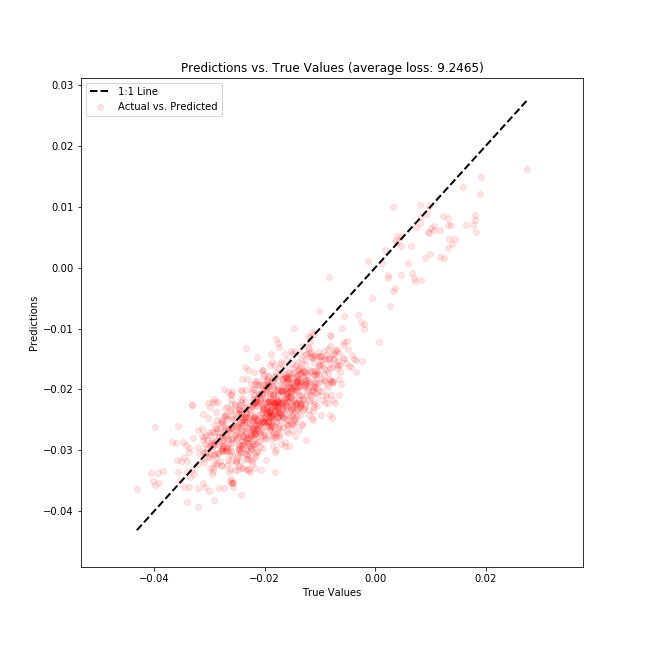 Predictions vs. True Values (average loss: 9.2465)
1:1 Line
Actual vs. Predicted
0.03
0.02
0.01
0.00
−0.01
−0.02
−0.03
−0.04
Predictions
−0.04 −0.02 0.00 0.02
True Values